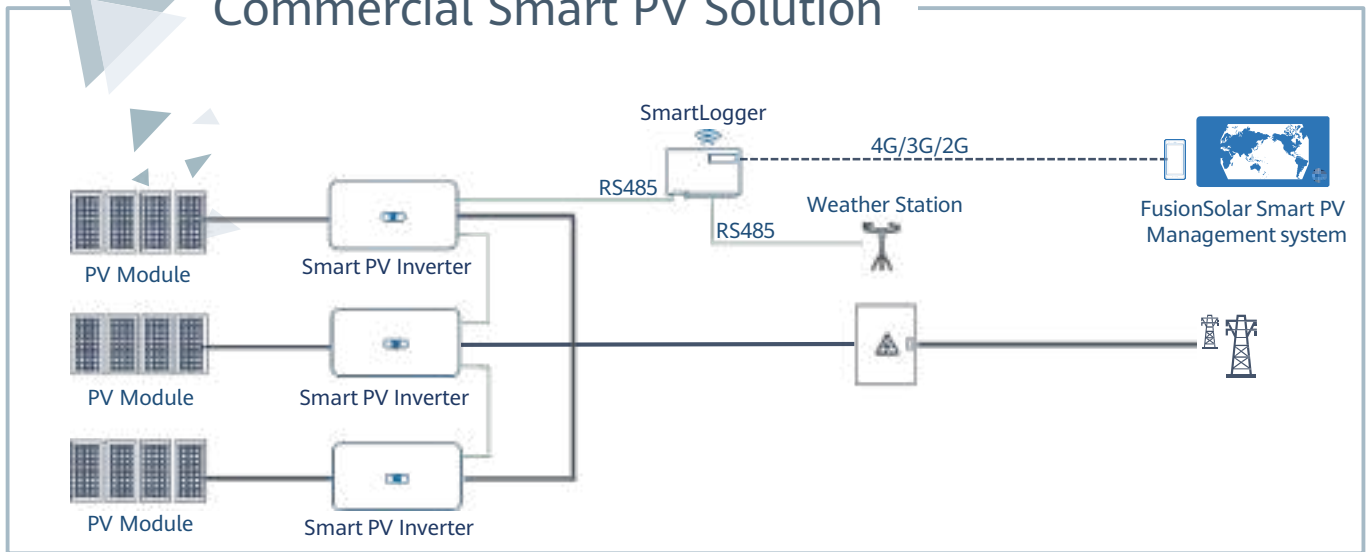 Commercial Smart PV Solution
SmartLogger
4G/3G/2G
RS485
Weather Station
RS485
FusionSolar Smart PV
Management system
PV Module
Smart PV Inverter
PV Module
Smart PV Inverter
PV Module
Smart PV Inverter